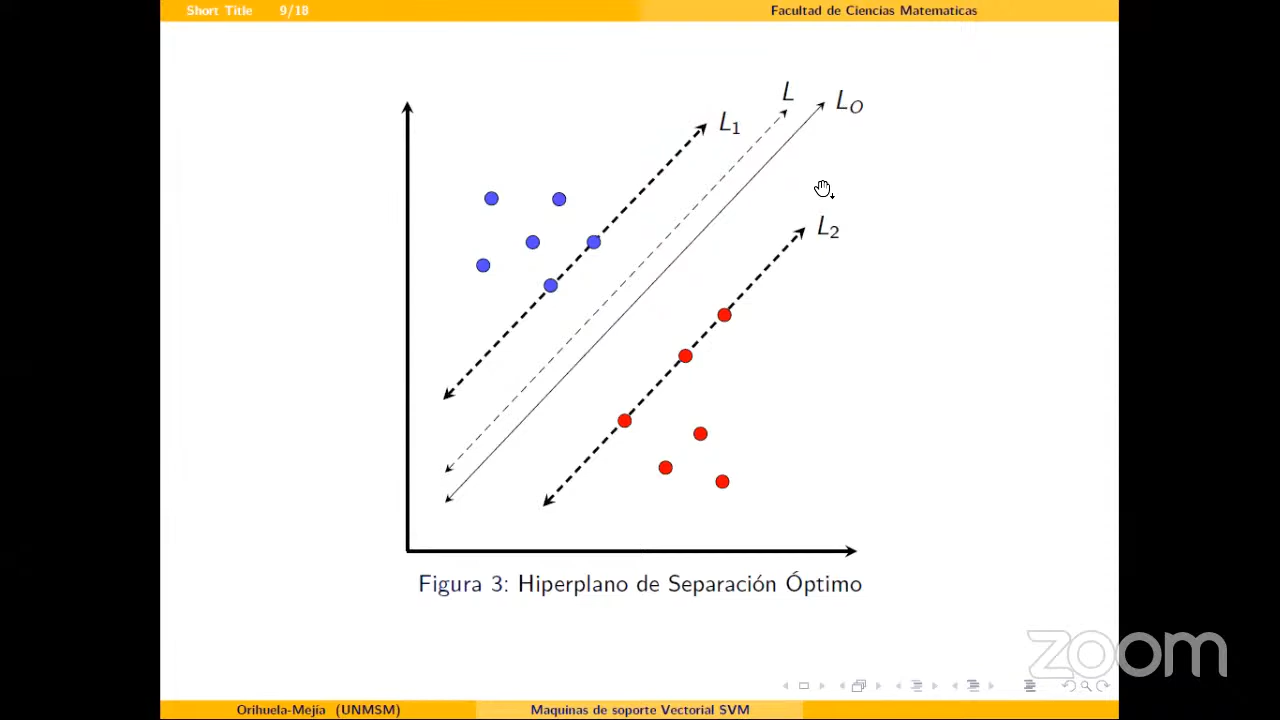 Short Title 9/18 Facultad de Ciencias Matematicas
L
L_O
L_1
L_2
Figura 3: Hiperplano de Separación Óptimo
zoom
Orihuela-Mejía (UNMSM) Maquinas de soporte Vectorial SVM